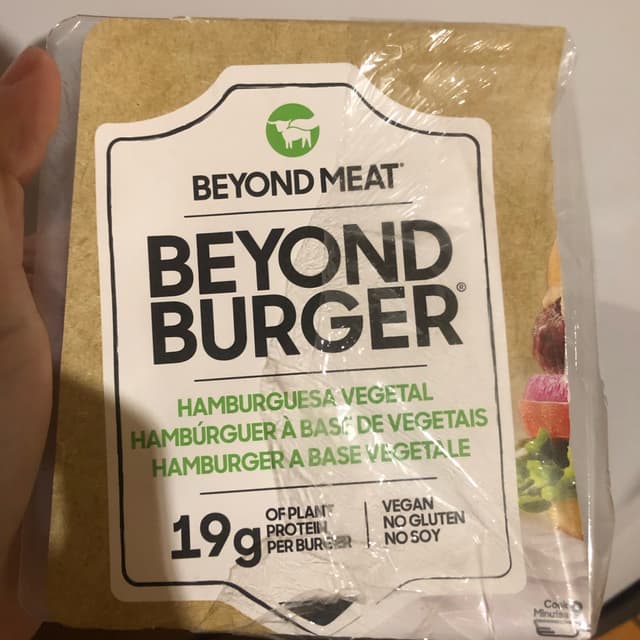 BEYOND MEAT®
BEYOND
BURGER®
HAMBURGUESA VEGETAL
HAMBÚRGUER À BASE DE VEGETAIS
HAMBURGER A BASE VEGETALE
19g
OF PLANT
PROTEIN
PER BURGER
VEGAN
NO GLUTEN
NO SOY